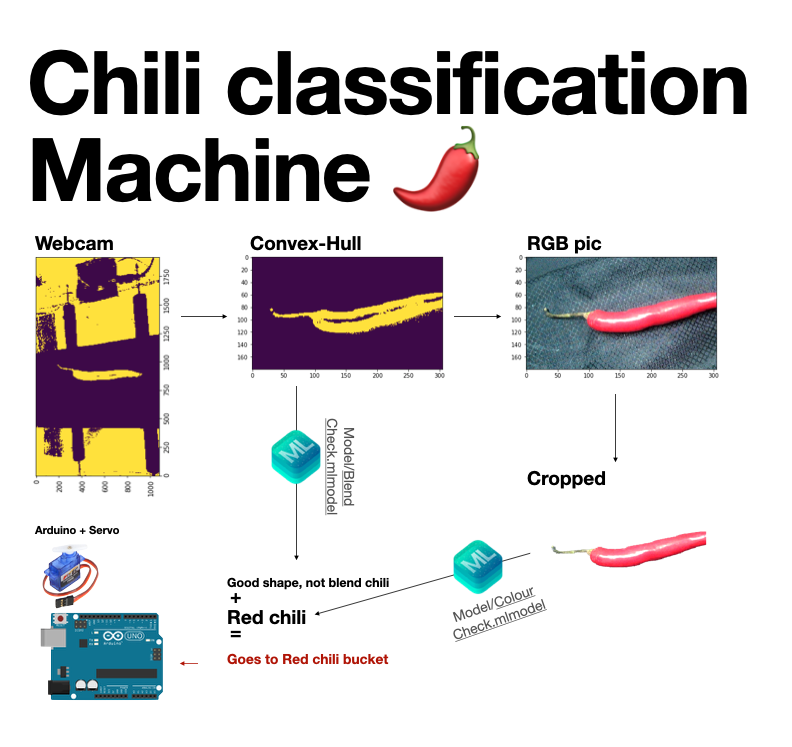 Chili classification
Machine
Webcam
Convex-Hull
RGB pic
0
20
40
60
80
100
120
140
160
0
50
100
150
200
250
300
0
20
40
60
80
100
120
140
160
0
50
100
150
200
250
300
1750
1500
1250
1000
750
500
250
0
0
200
400
600
800
1000
ML
Model/Blend
Check.mlmodel
Cropped
Arduino + Servo
ML
Model/Colour
Check.mlmodel
Good shape, not blend chili
+
Red chili
=
Goes to Red chili bucket
UNO
ARDUINO